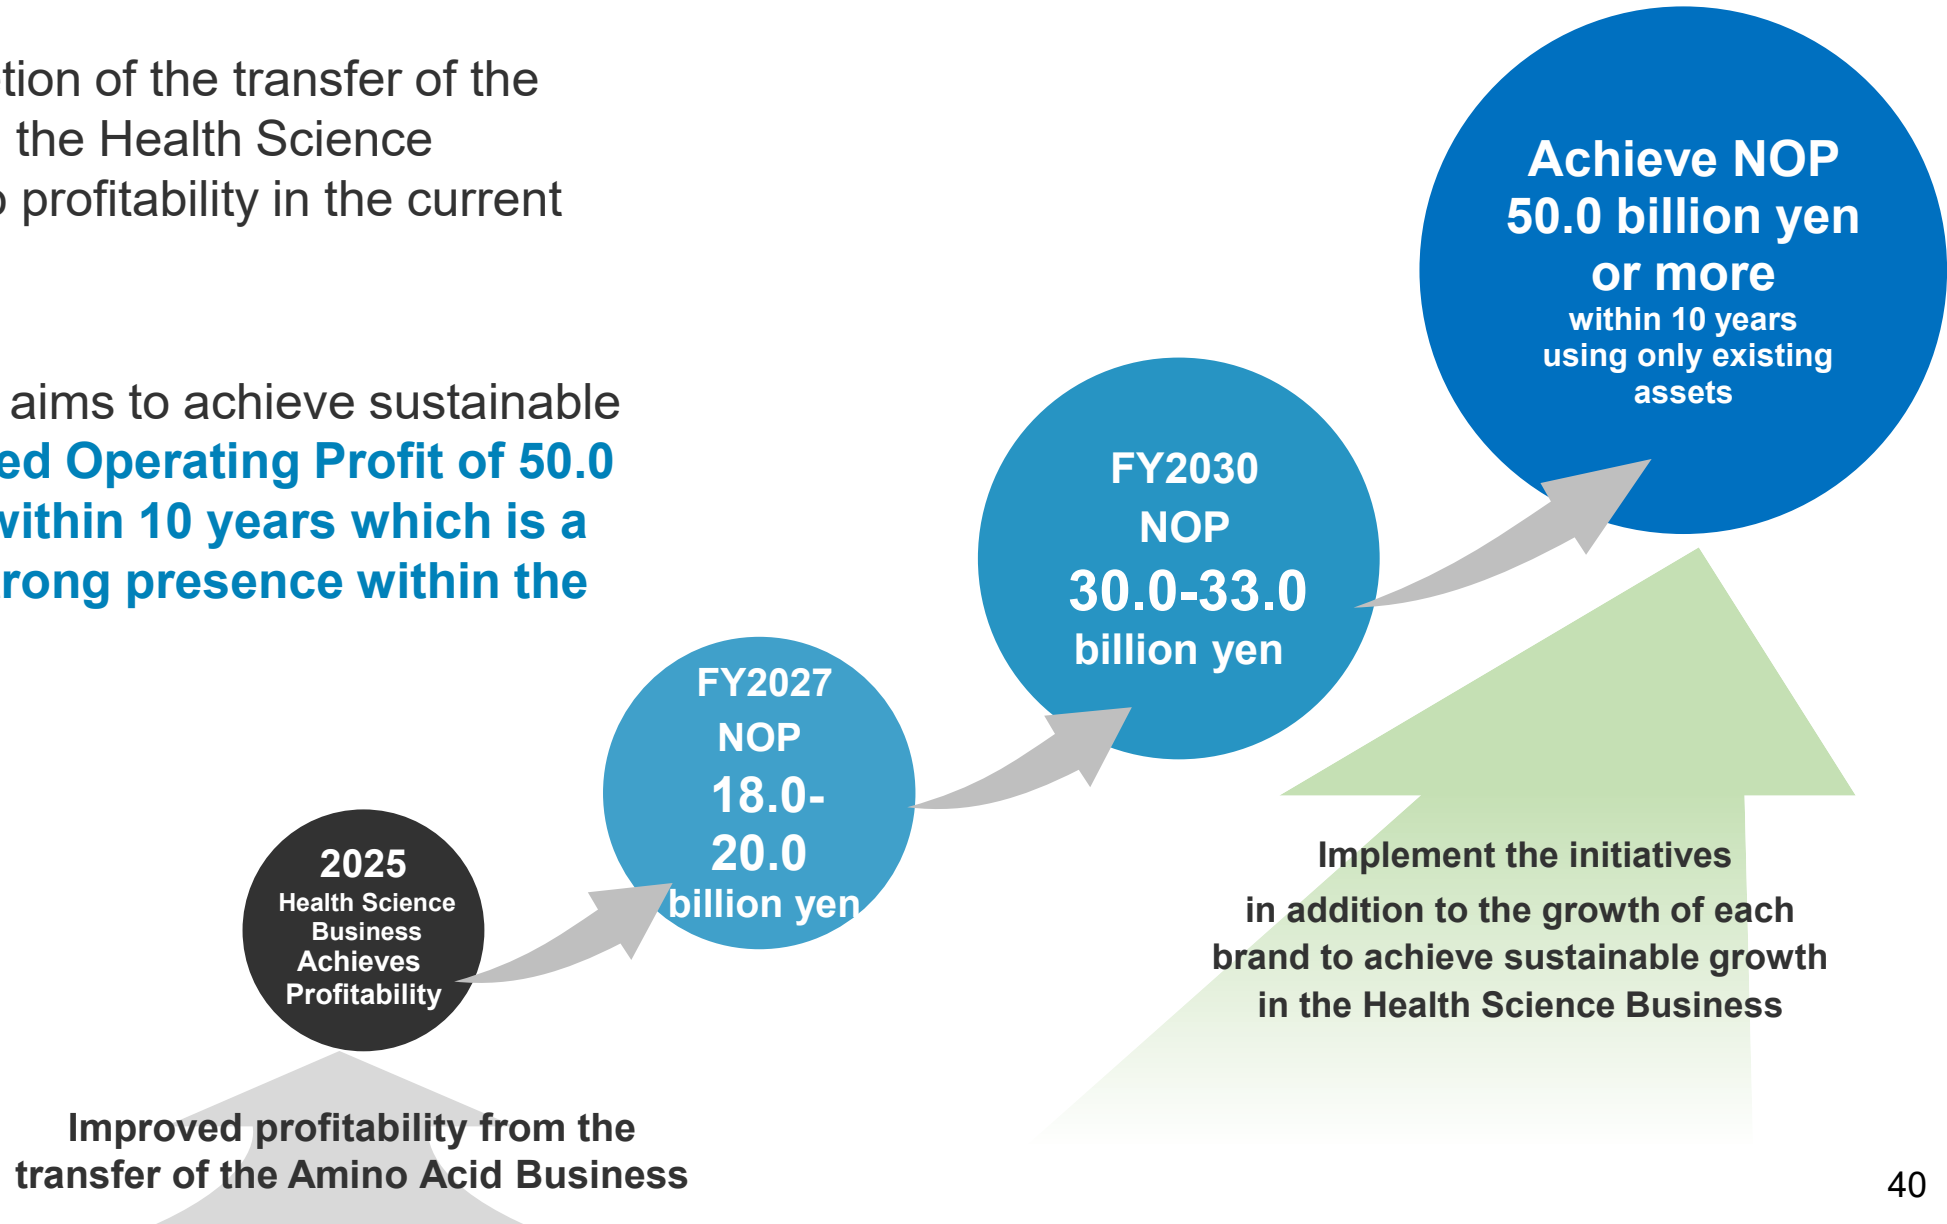 tion of the transfer of the
the Health Science
profitability in the current
aims to achieve sustainable
ed Operating Profit of 50.0
within 10 years which is a
rong presence within the
Achieve NOP
50.0 billion yen
or more
within 10 years
using only existing
assets
FY2030
NOP
30.0-33.0
billion yen
FY2027
NOP
18.0-
20.0
billion yen
2025
Health Science
Business
Achieves
Profitability
Implement the initiatives
in addition to the growth of each
brand to achieve sustainable growth
in the Health Science Business
Improved profitability from the
transfer of the Amino Acid Business
40